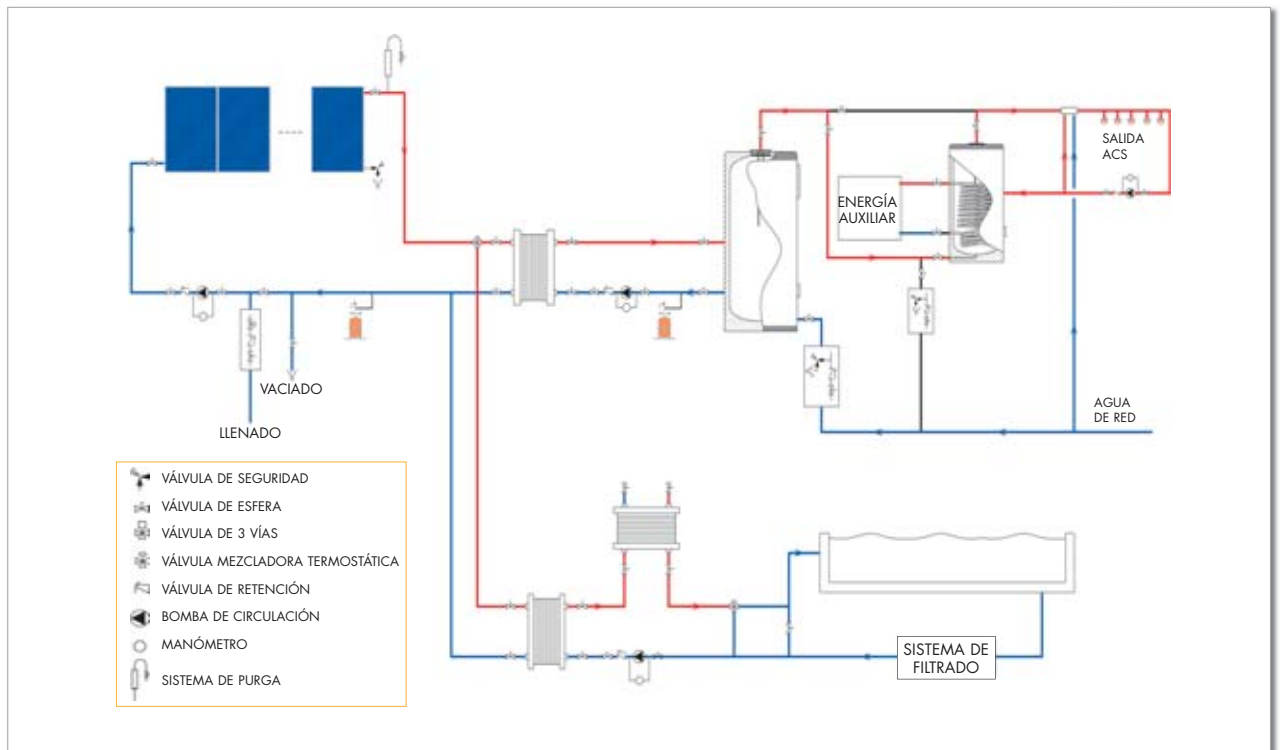 SALIDA
ACS
ENERGÍA
AUXILIAR
VACIADO
LLENADO
AGUA
DE RED
VÁLVULA DE SEGURIDAD
VÁLVULA DE ESFERA
VÁLVULA DE 3 VÍAS
VÁLVULA MEZCLADORA TERMOSTÁTICA
VÁLVULA DE RETENCIÓN
BOMBA DE CIRCULACIÓN
MANÓMETRO
SISTEMA DE PURGA
SISTEMA DE
FILTRADO